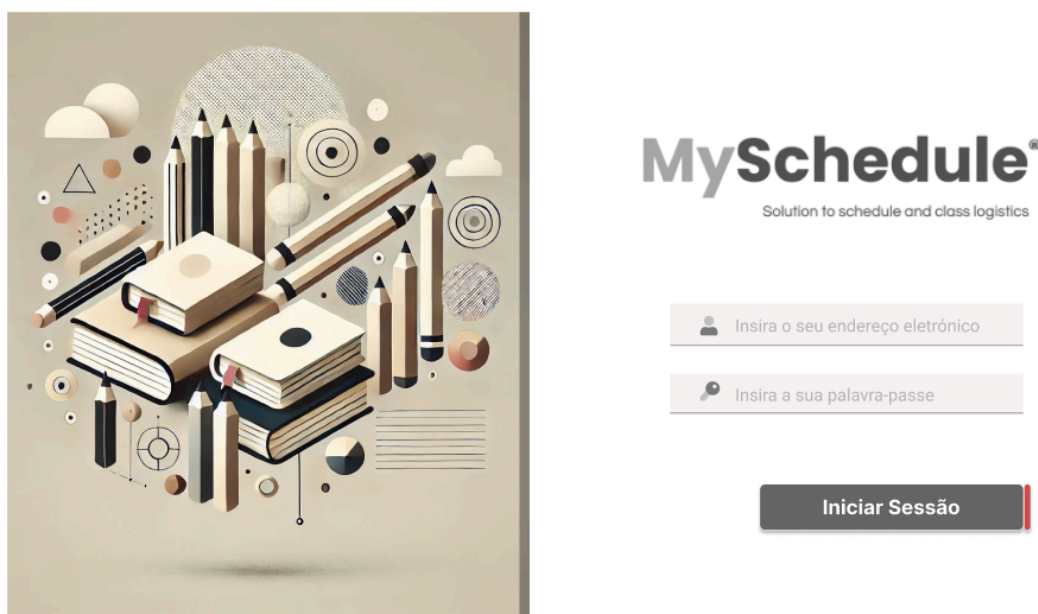 MySchedule®
Solution to schedule and class logistics
Insira o seu endereço eletrónico
Insira a sua palavra-passe
Iniciar Sessão